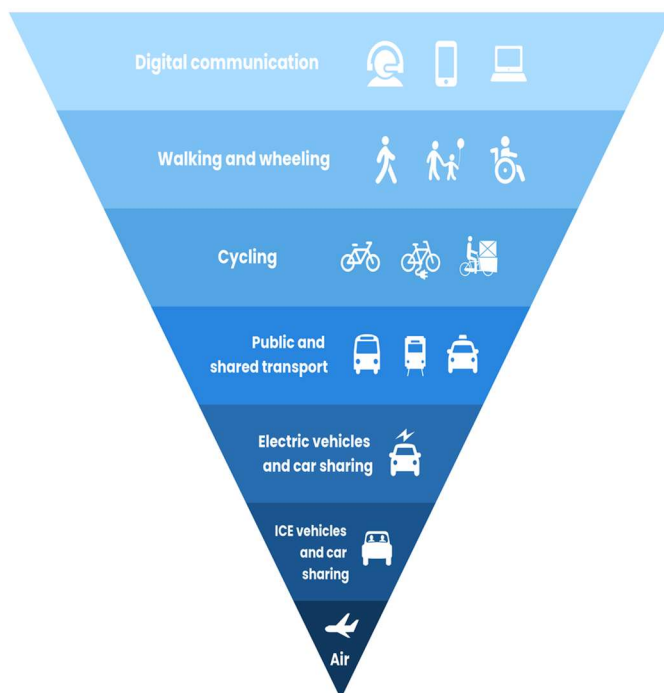 Digital communication
Walking and wheeling
Cycling
Public and
shared transport
Electric vehicles
and car sharing
ICE vehicles
and car
sharing
Air